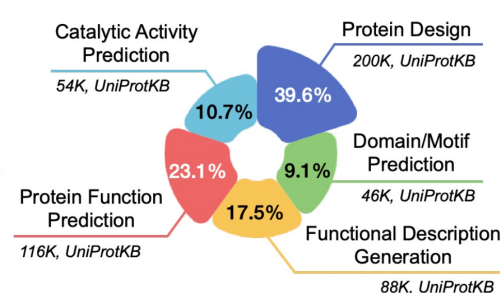 Catalytic Activity
Prediction
54K, UniProtKB
10.7%
Protein Design
200K, UniProtKB
39.6%
Domain/Motif
Prediction
46K, UniProtKB
9.1%
Functional Description
Generation
88K, UniProtKB
17.5%
Protein Function
Prediction
116K, UniProtKB
23.1%